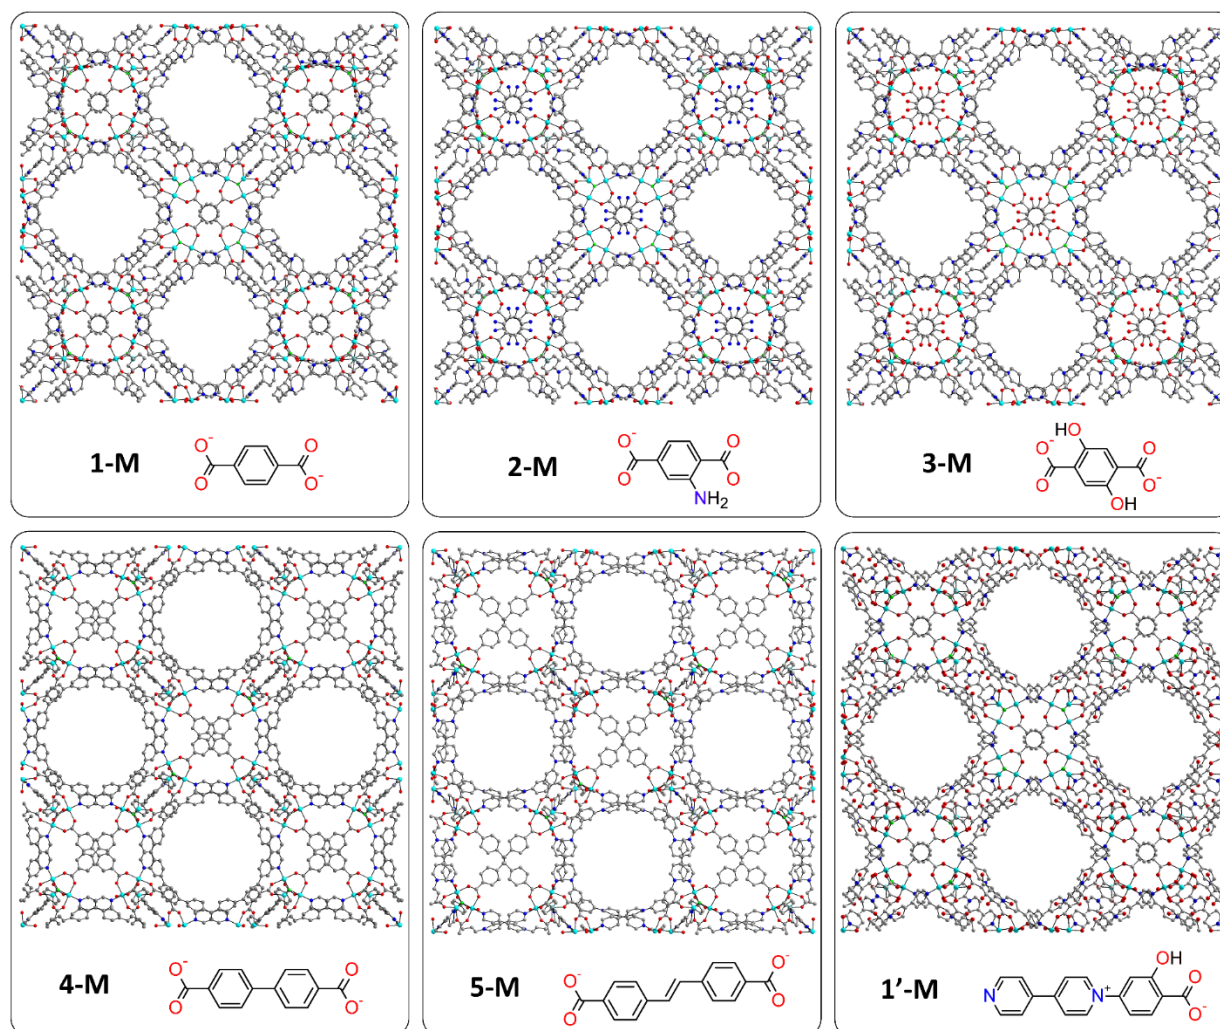 O⁻ O
1-M
O O⁻
O⁻ O
2-M
O O
NH₂
HO
O⁻ O
3-M
O O⁻
OH
O⁻ O
4-M
O O⁻
O⁻
O⁻
5-M
O O
OH
O
1’-M
N N⁺ O⁻